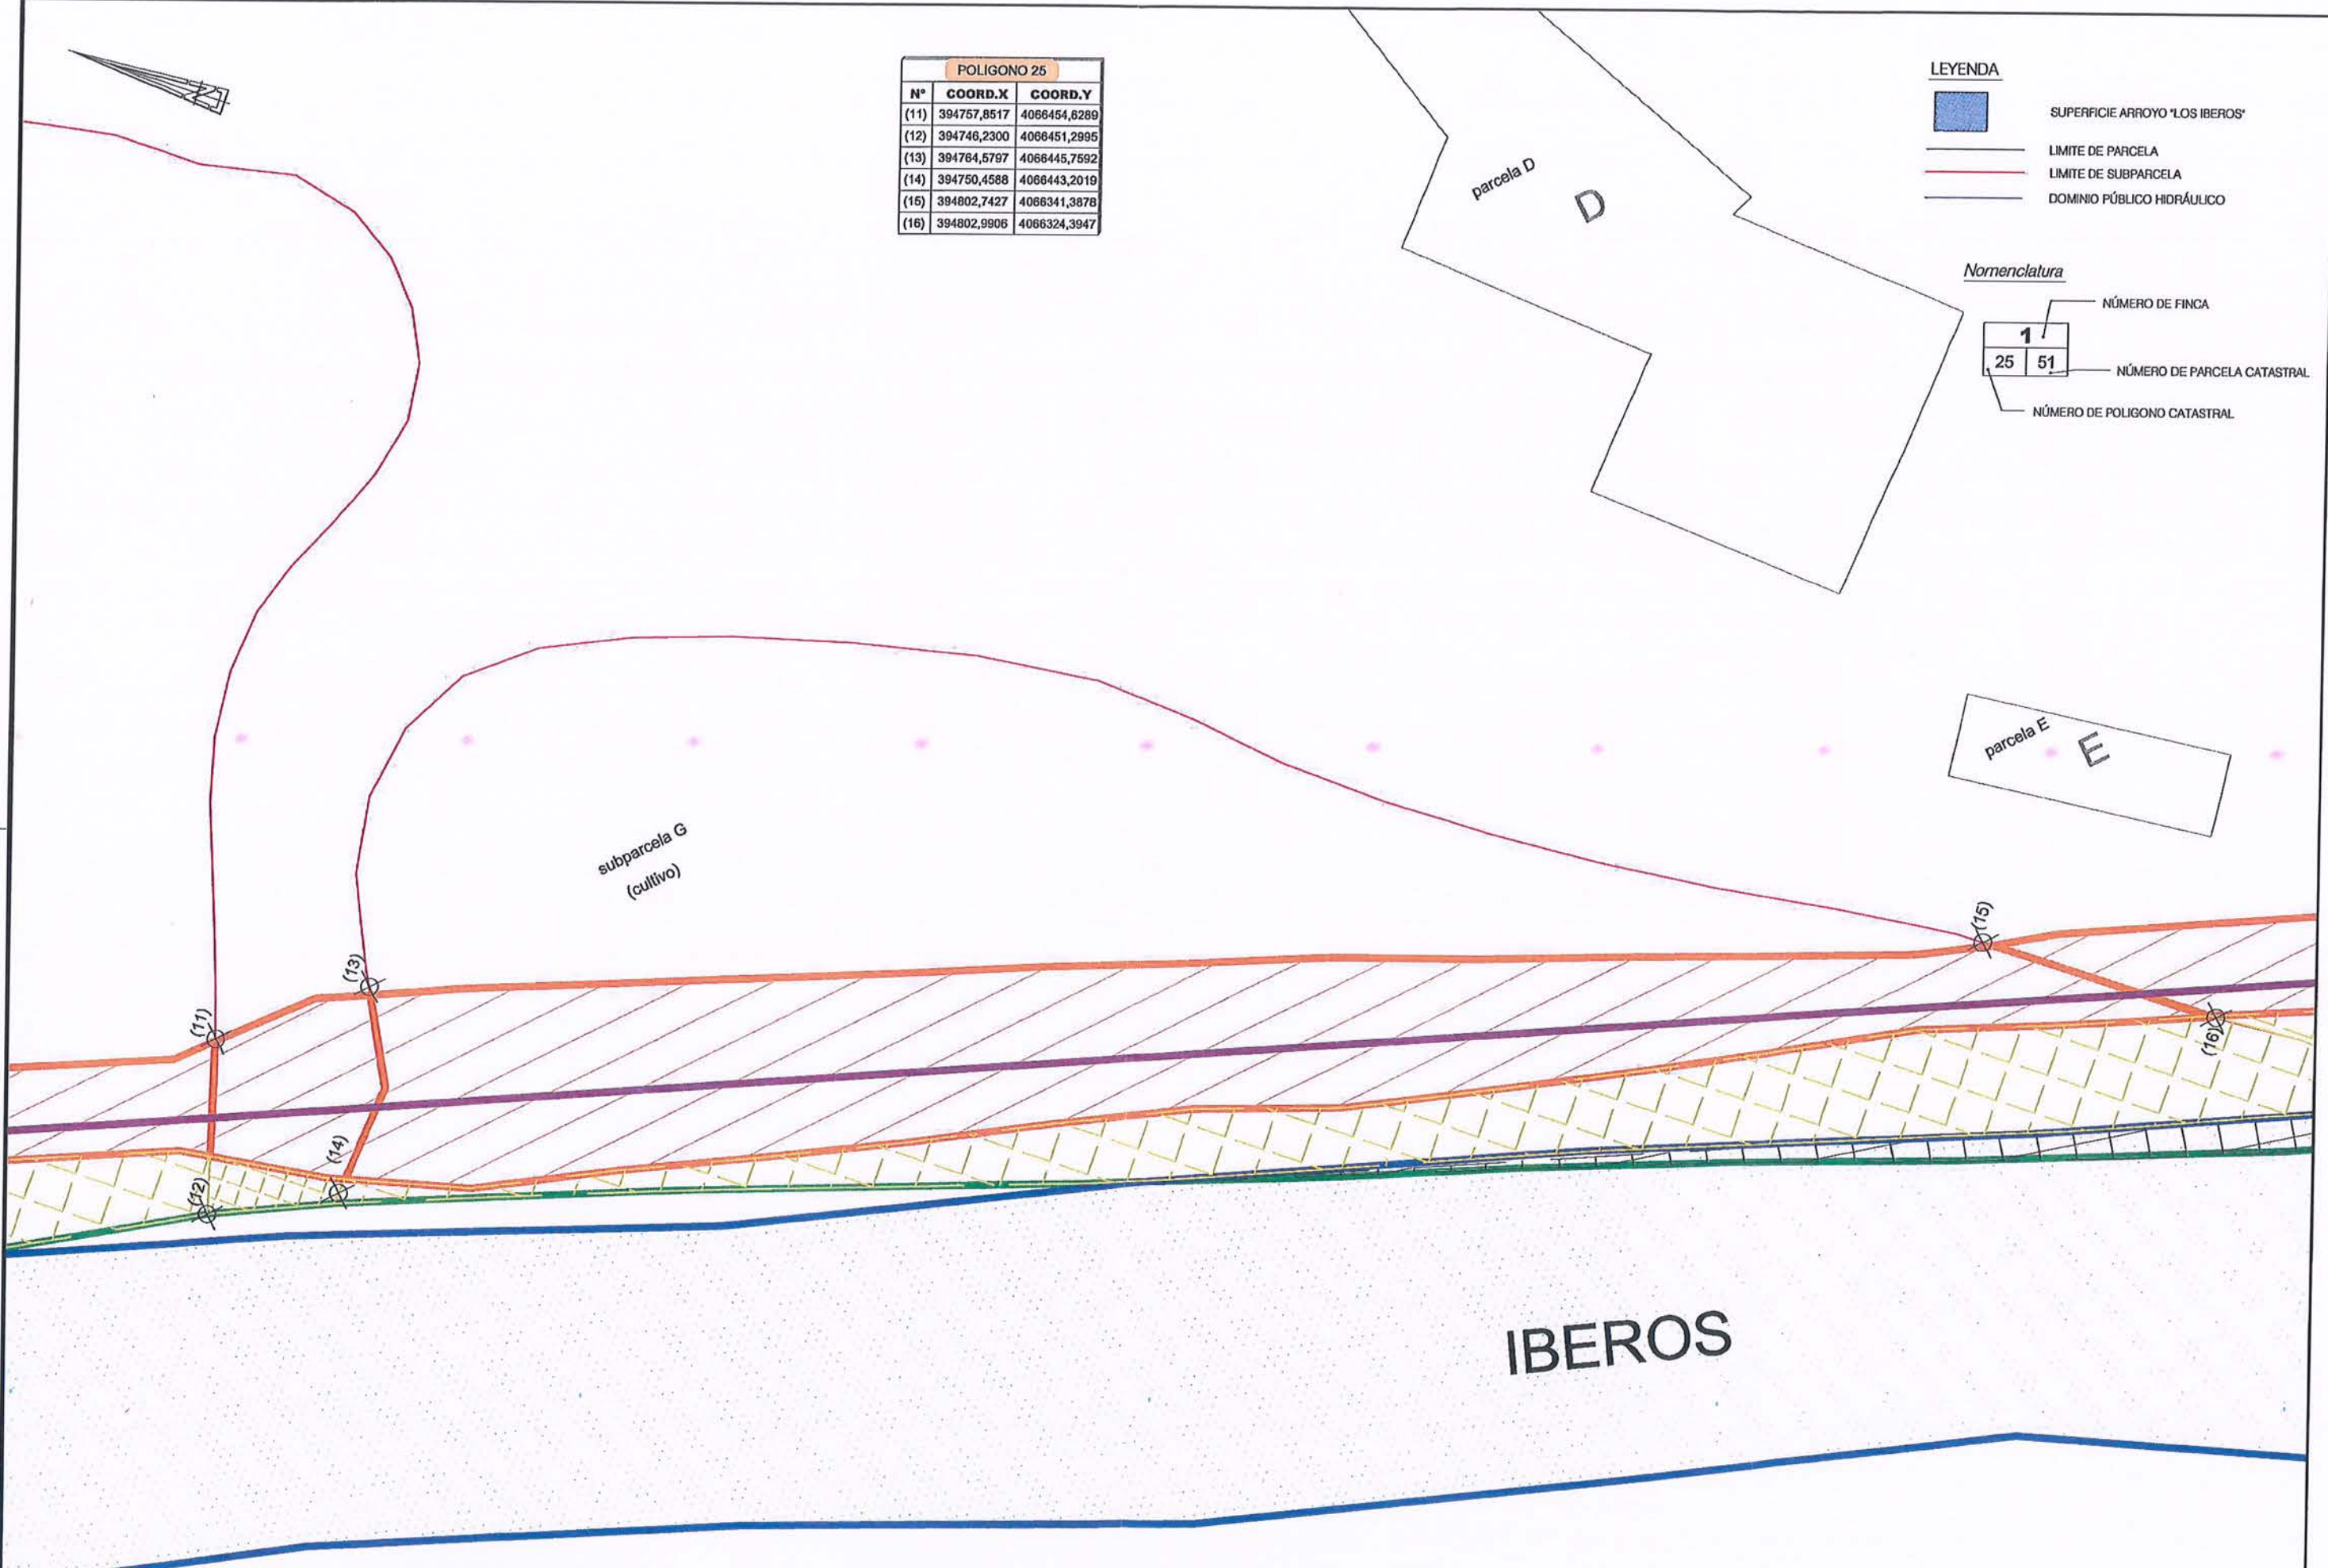 POLIGONO 25
Nº COORD.X COORD.Y
(11) 394757,8517 4066454,6289
(12) 394746,2300 4066451,2995
(13) 394764,5797 4066445,7592
(14) 394750,4588 4066443,2019
(15) 394802,7427 4066341,3878
(16) 394802,9906 4066324,3947
LEYENDA
SUPERFICIE ARROYO "LOS IBEROS"
LIMITE DE PARCELA
LIMITE DE SUBPARCELA
DOMINIO PÚBLICO HIDRÁULICO
Nomenclatura
NÚMERO DE FINCA
1
25 51
NÚMERO DE PARCELA CATASTRAL
NÚMERO DE POLIGONO CATASTRAL
parcela D
D
parcela E
E
subparcela G
(cultivo)
(11)
(12)
(13)
(14)
(15)
(16)
IBEROS